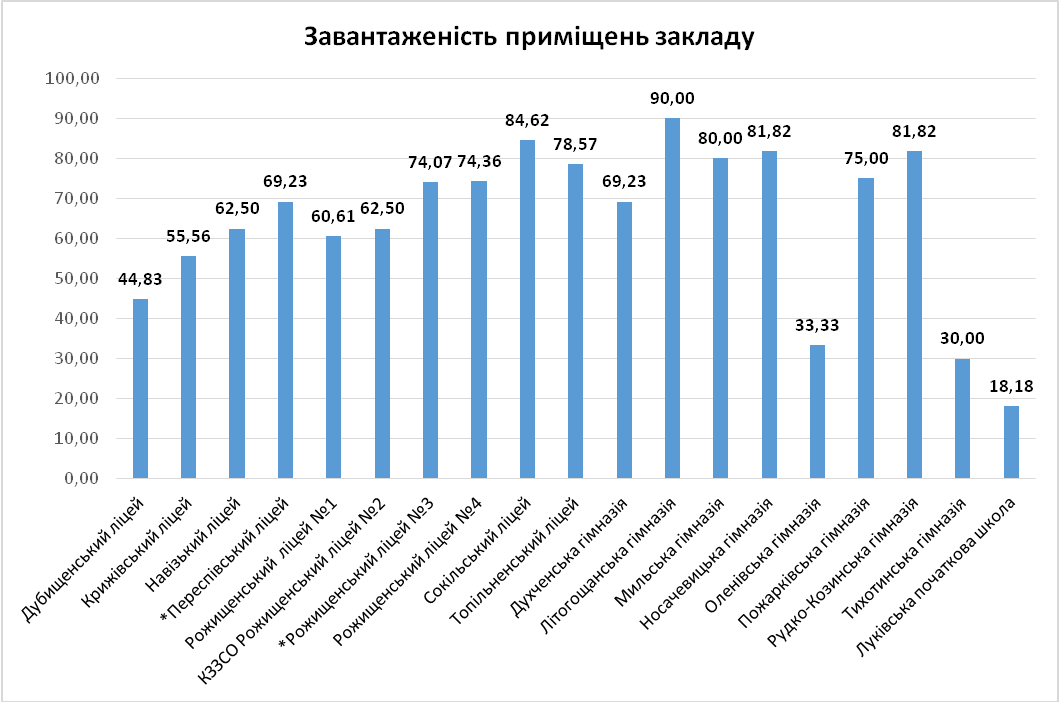 Завантаженість приміщень закладу
100,00
90,00
80,00
70,00
60,00
50,00
40,00
30,00
20,00
10,00
0,00
44,83
55,56
62,50
69,23
60,61
62,50
74,07
74,36
84,62
78,57
69,23
90,00
80,00
81,82
33,33
75,00
81,82
30,00
18,18
Дубищенський ліцей
Крижівський ліцей
Навізький ліцей
*Переспівський ліцей
Рожищенський ліцей №1
КЗЗСО Рожищенський ліцей №2
*Рожищенський ліцей №3
Рожищенський ліцей №4
Сокільський ліцей
Топільненський ліцей
Духченська гімназія
Літогощанська гімназія
Мильська гімназія
Носачевицька гімназія
Оленівська гімназія
Пожарківська гімназія
Рудко-Козинська гімназія
Тихотинська гімназія
Луківська початкова школа